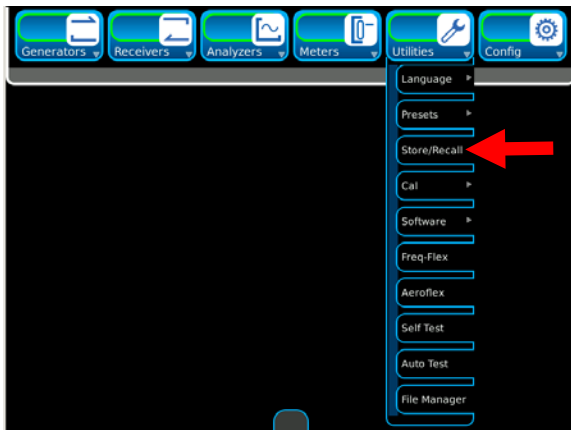 Generators
Receivers
Analyzers
Meters
Utilities
Config
Language
Presets
Store/Recall
Cal
Software
Freq-Flex
Aeroflex
Self Test
Auto Test
File Manager